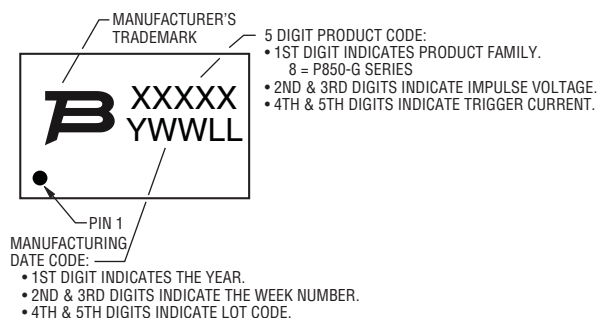 MANUFACTURER'S
TRADEMARK
5 DIGIT PRODUCT CODE:
• 1ST DIGIT INDICATES PRODUCT FAMILY.
8 = P850-G SERIES
• 2ND & 3RD DIGITS INDICATE IMPULSE VOLTAGE.
• 4TH & 5TH DIGITS INDICATE TRIGGER CURRENT.
XXXXX
YWWLL
PIN 1
MANUFACTURING
DATE CODE:
• 1ST DIGIT INDICATES THE YEAR.
• 2ND & 3RD DIGITS INDICATE THE WEEK NUMBER.
• 4TH & 5TH DIGITS INDICATE LOT CODE.